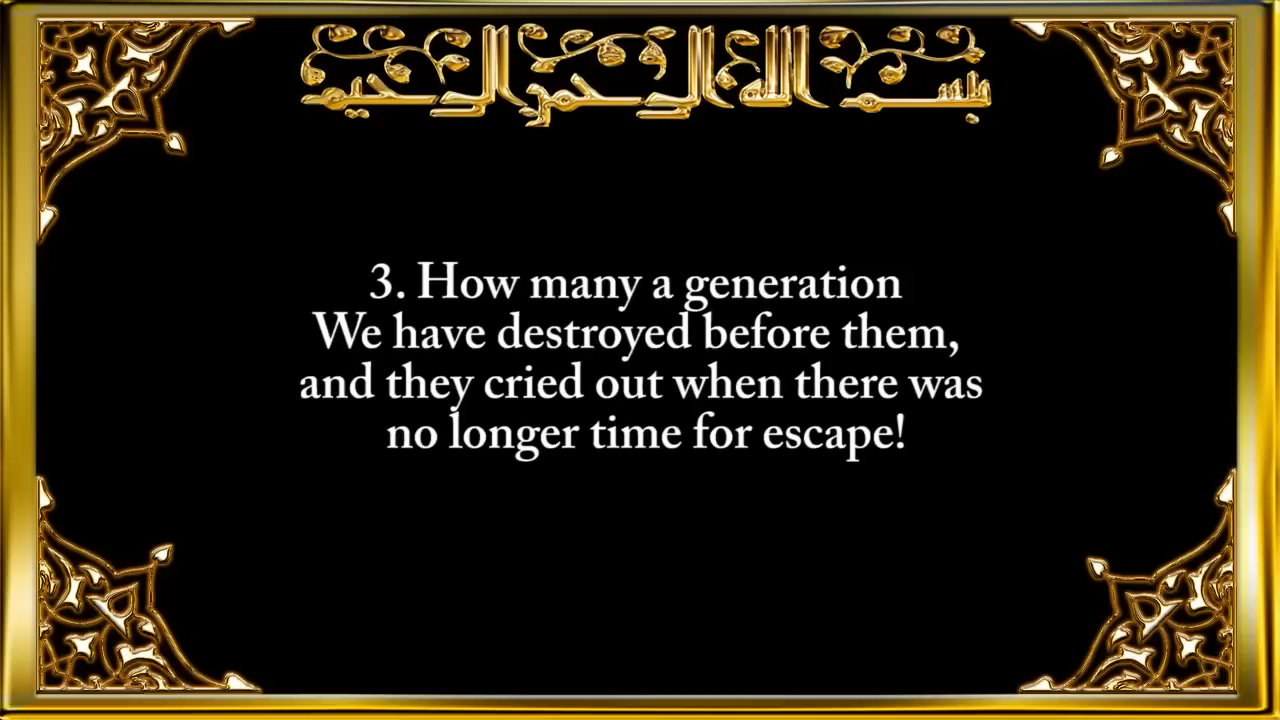 بسم الله الرحمن الرحيم
3. How many a generation
We have destroyed before them,
and they cried out when there was
no longer time for escape!